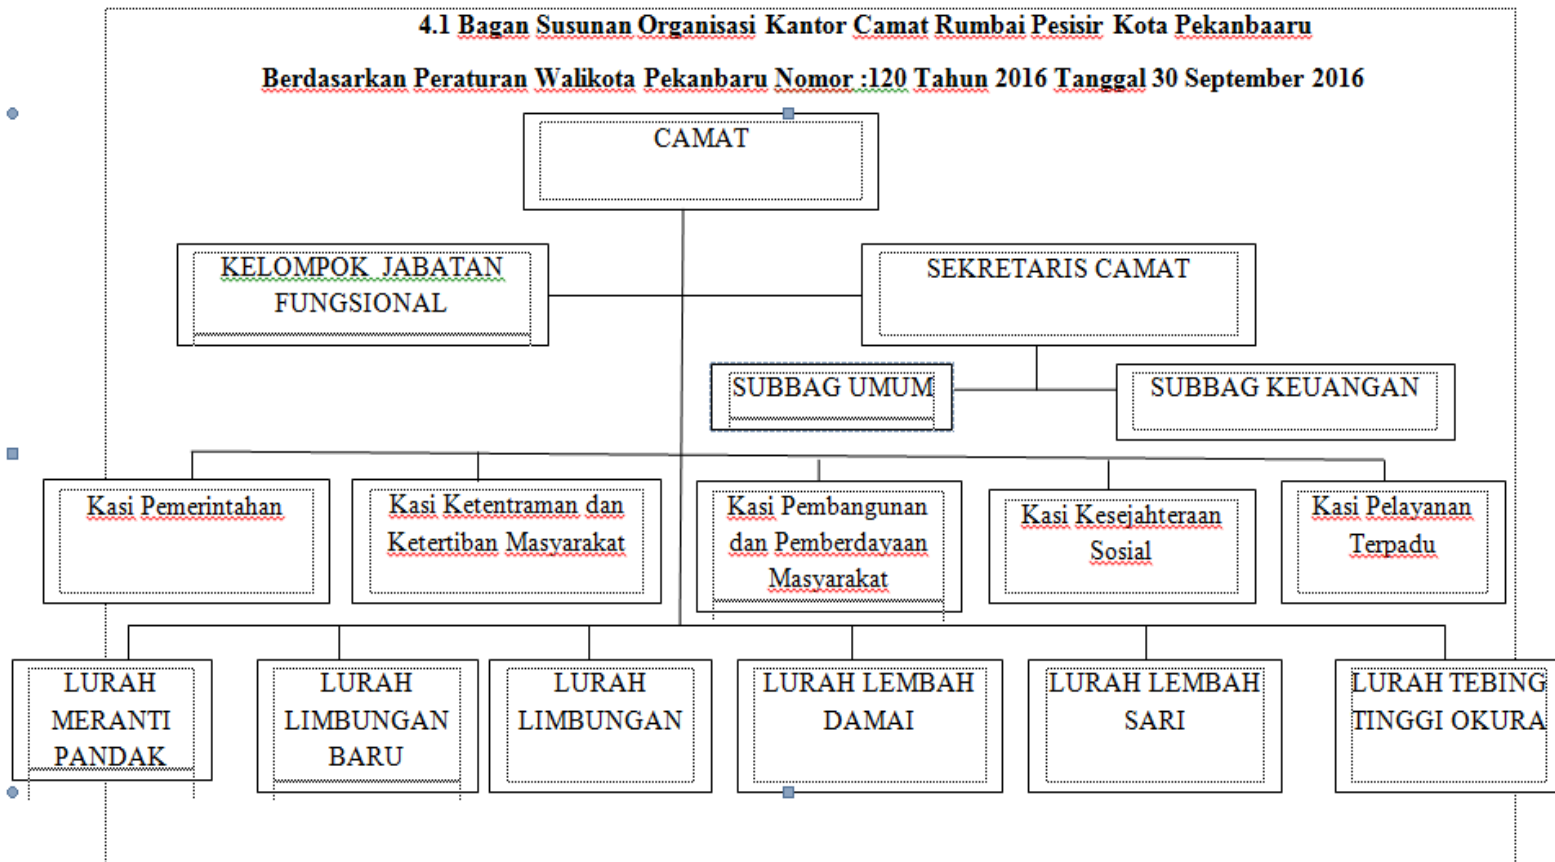 4.1 Bagan Susunan Organisasi Kantor Camat Rumbai Pesisir Kota Pekanbaaru
Berdasarkan Peraturan Walikota Pekanbaru Nomor :120 Tahun 2016 Tanggal 30 September 2016
CAMAT
KELOMPOK JABATAN
FUNGSIONAL
SEKRETARIS CAMAT
SUBBAG UMUM
SUBBAG KEUANGAN
Kasi Pemerintahan
Kasi Ketentraman dan
Ketertiban Masyarakat
Kasi Pembangunan
dan Pemberdayaan
Masyarakat
Kasi Kesejahteraan
Sosial
Kasi Pelayanan
Terpadu
LURAH
MERANTI
PANDAK
LURAH
LIMBUNGAN
BARU
LURAH
LIMBUNGAN
LURAH LEMBAH
DAMAI
LURAH LEMBAH
SARI
LURAH TEBING
TINGGI OKURA